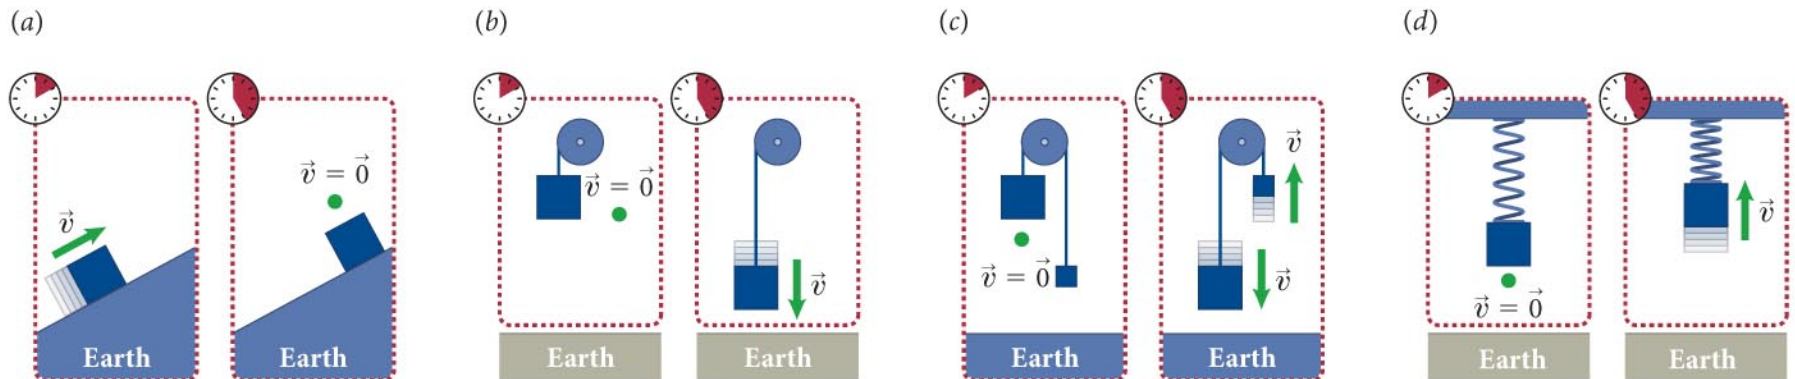 (a)
(b)
(c)
(d)
v⃗
v⃗ = 0⃗
Earth
Earth
v⃗ = 0⃗
v⃗
Earth
Earth
v⃗ = 0⃗
v⃗
v⃗
Earth
Earth
v⃗ = 0⃗
v⃗
Earth
Earth